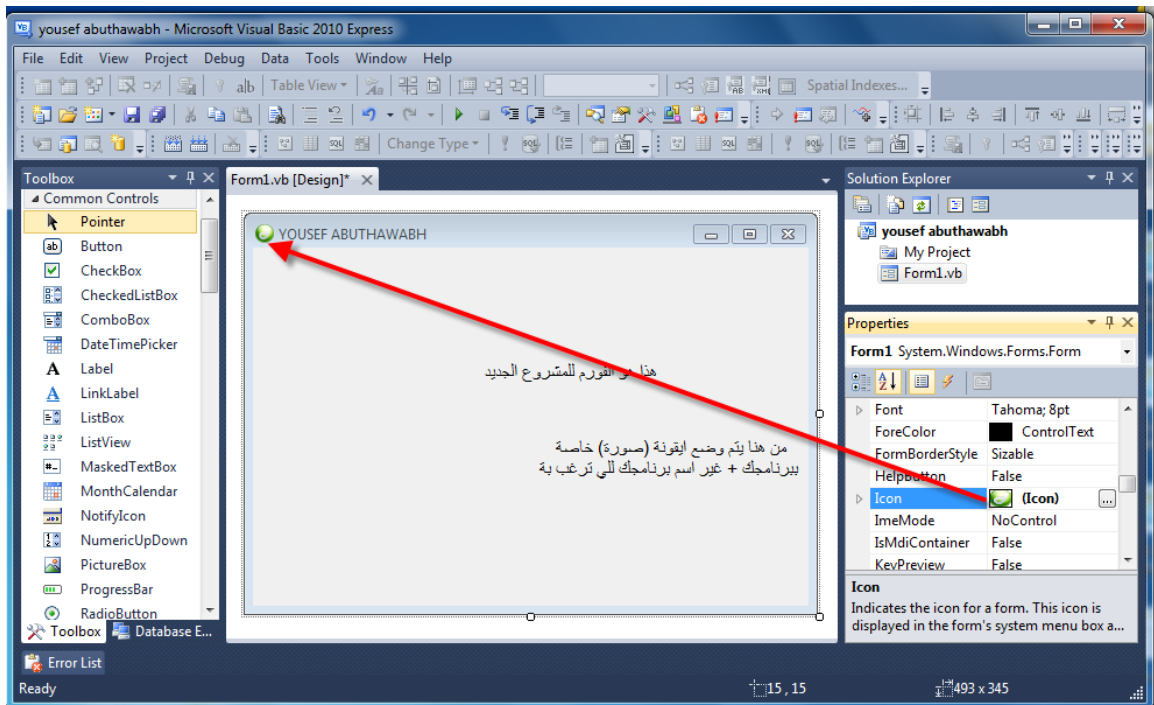 yousef abuthawabh - Microsoft Visual Basic 2010 Express
File Edit View Project Debug Data Tools Window Help
Table View Spatial Indexes...
Change Type
Toolbox
Common Controls
Pointer
Button
CheckBox
CheckedListBox
ComboBox
DateTimePicker
Label
LinkLabel
ListBox
ListView
MaskedTextBox
MonthCalendar
NotifyIcon
NumericUpDown
PictureBox
ProgressBar
RadioButton
Toolbox Database E...
Form1.vb [Design]*
YOUSEF ABUTHAWABH
هذا هو الفورم للمشروع الجديد
من هنا يتم وضع ايقونة (صورة) خاصة
ببرنامجك + غير اسم برنامجك للي ترغب بة
Solution Explorer
yousef abuthawabh
My Project
Form1.vb
Properties
Form1 System.Windows.Forms.Form
Font Tahoma; 8pt
ForeColor ControlText
FormBorderStyle Sizable
HelpButton False
Icon (Icon) ...
ImeMode NoControl
IsMdiContainer False
KeyPreview False
Icon
Indicates the icon for a form. This icon is
displayed in the form's system menu box a...
Error List
Ready 15 , 15 493 x 345